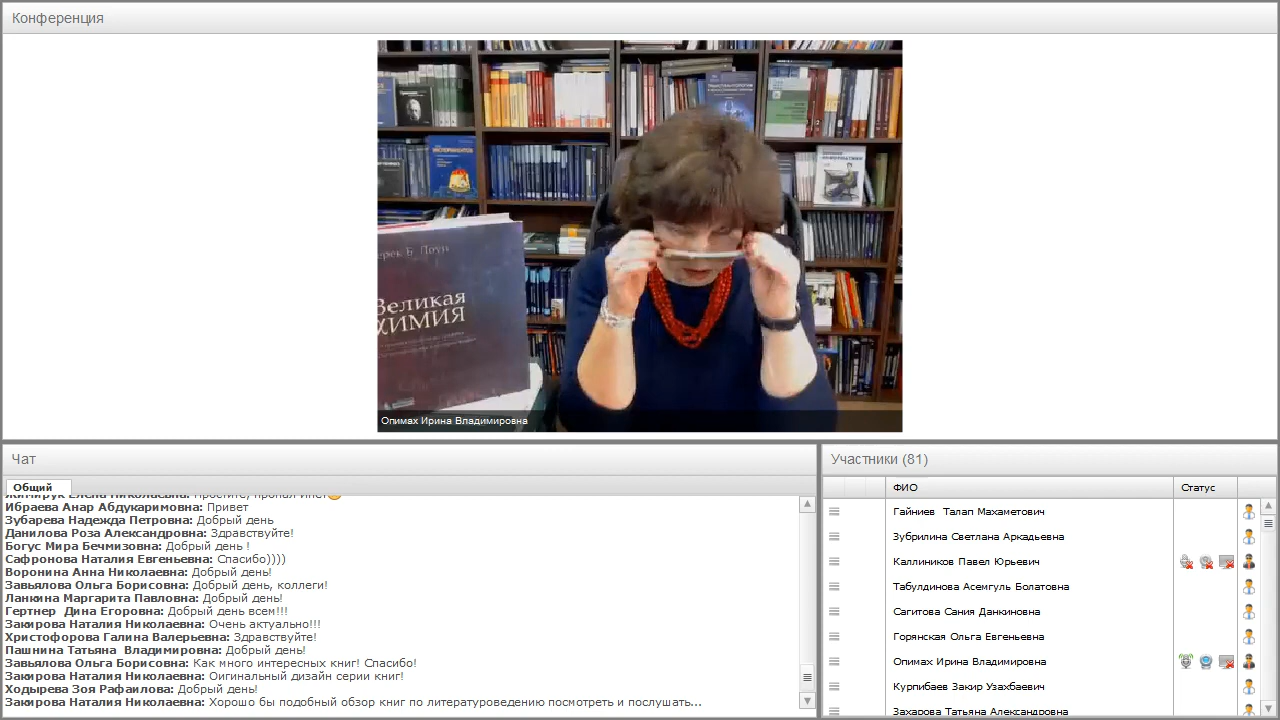 Конференция
Великая
ХИМИЯ
Опимах Ирина Владимировна
Чат
Общий
Ибраева Анар Абдукаримовна: Привет
Зубарева Надежда Петровна: Добрый день
Данилова Роза Александровна: Здравствуйте!
Богус Мира Бечмизовна: Добрый день !
Сафронова Наталия Евгеньевна: Спасибо))))
Воронина Анна Николаевна: Добрый день!
Завьялова Ольга Борисовна: Добрый день, коллеги!
Ланкина Маргарита Павловна: Добрый день!
Гертнер Дина Егоровна: Добрый день всем!!!
Закирова Наталия Николаевна: Очень актуально!!!
Христофорова Галина Валерьевна: Здравствуйте!
Пашнина Татьяна Владимировна: Добрый день!
Завьялова Ольга Борисовна: Как много интересных книг! Спасибо!
Закирова Наталия Николаевна: Оигинальный дизайн серии книг!
Ходырева Зоя Рафаиловна: Добрый день!
Закирова Наталия Николаевна: Хорошо бы подобный обзор книг по литературоведению посмотреть и послушать...
Участники (81)
ФИО Статус
Гайниев Талап Махаметович
Зубрилина Светлана Аркадьевна
Каллиников Павел Юрьевич
Табулдинова Асемгуль Болатовна
Сагитова Сания Данкиновна
Горянская Ольга Евгеньевна
Опимах Ирина Владимировна
Курпибаев Закир Узакбаевич
Захарова Татьяна Александровна